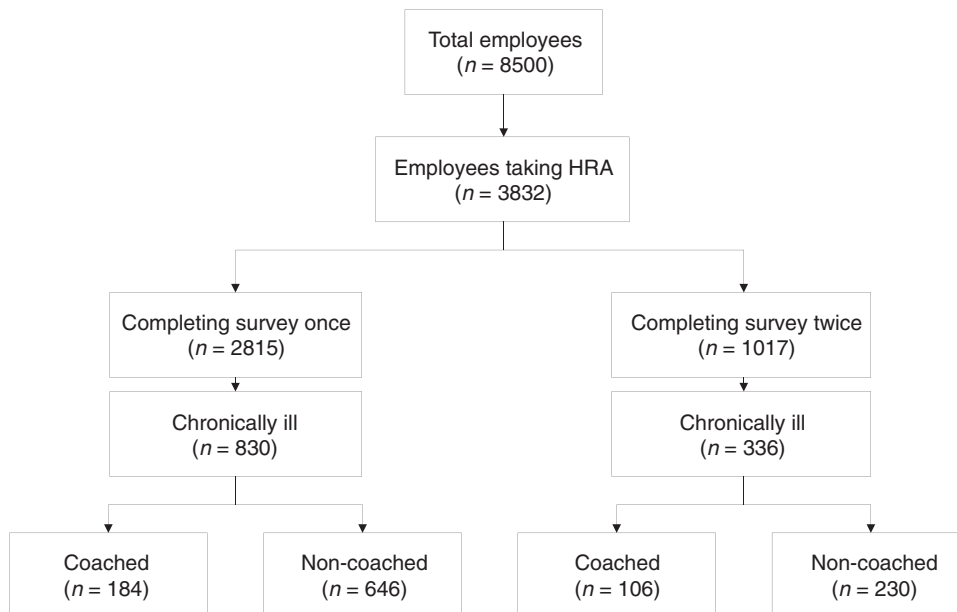 Total employees
(n = 8500)
Employees taking HRA
(n = 3832)
Completing survey once
(n = 2815)
Completing survey twice
(n = 1017)
Chronically ill
(n = 830)
Chronically ill
(n = 336)
Coached
(n = 184)
Non-coached
(n = 646)
Coached
(n = 106)
Non-coached
(n = 230)